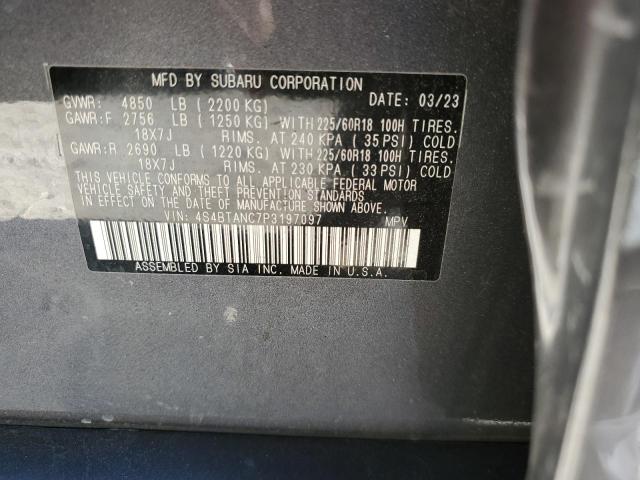 MFD BY SUBARU CORPORATION
GVWR: 4850 LB (2200 KG) DATE: 03/23
GAWR:F 2756 LB (1250 KG) WITH 225/60R18 100H TIRES.
18X7J RIMS. AT 240 KPA (35 PSI) COLD
GAWR:R 2690 LB (1220 KG) WITH 225/60R18 100H TIRES.
18X7J RIMS. AT 230 KPA (33 PSI) COLD
THIS VEHICLE CONFORMS TO ALL APPLICABLE FEDERAL MOTOR
VEHICLE SAFETY AND THEFT PREVENTION STANDARDS
IN EFFECT ON THE DATE OF MANUFACTURE SHOWN ABOVE.
VIN: 4S4BTANC7P3197097 MPV
ASSEMBLED BY SIA INC. MADE IN U.S.A.